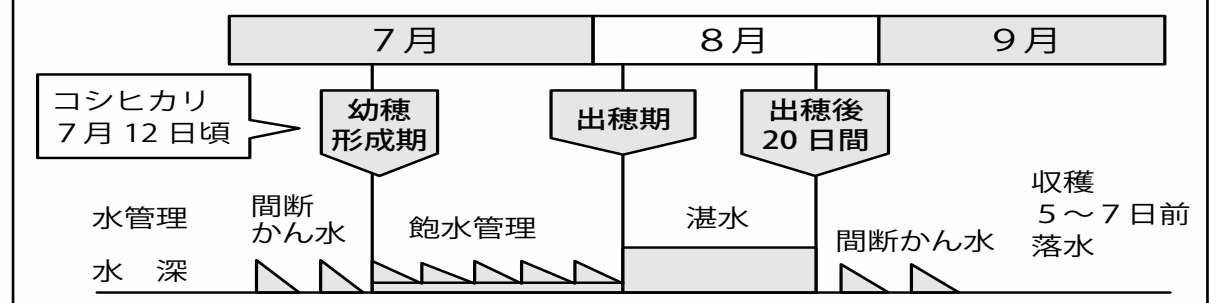 ７月
８月
９月
コシヒカリ
７月 12 日頃
幼穂
形成期
出穂期
出穂後
20 日間
水管理
間断
かん水
飽水管理
湛水
間断かん水
収穫
５～７日前
落水
水　深